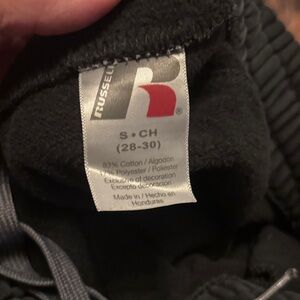 RUSSELL
R
®
S • CH
(28-30)
83% Cotton / Algodón
17% Polyester / Poliéster
Exclusive of decoration
Excepto decoración
Made in / Hecho en
Honduras